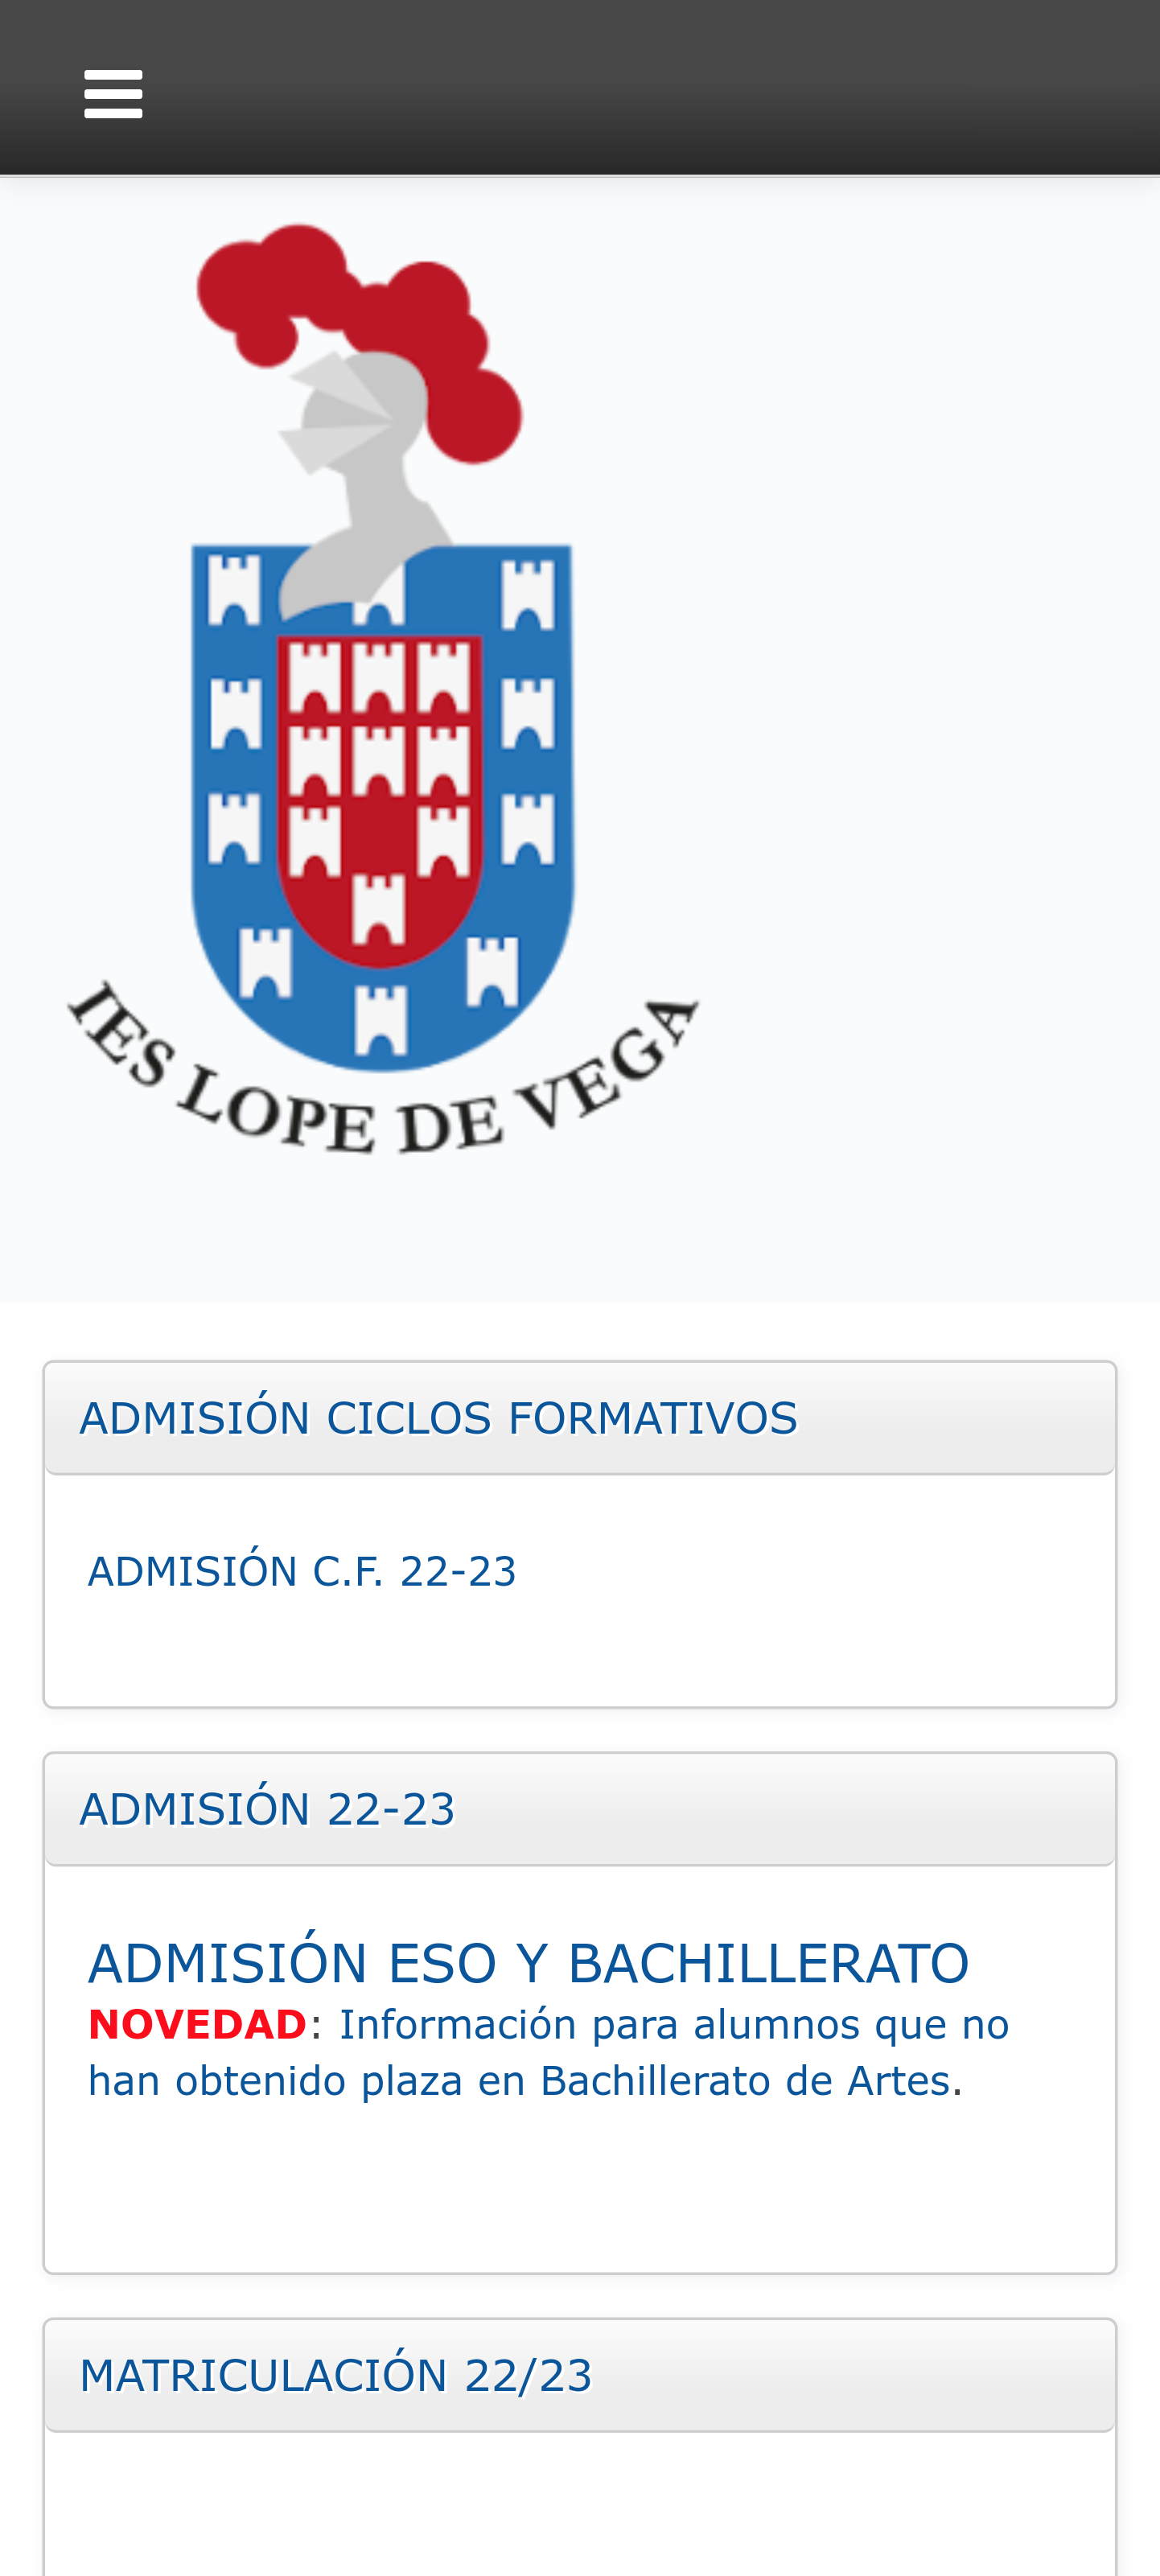 IES LOPE DE VEGA
ADMISIÓN CICLOS FORMATIVOS
ADMISIÓN C.F. 22-23
ADMISIÓN 22-23
ADMISIÓN ESO Y BACHILLERATO
NOVEDAD: Información para alumnos que no
han obtenido plaza en Bachillerato de Artes.
MATRICULACIÓN 22/23